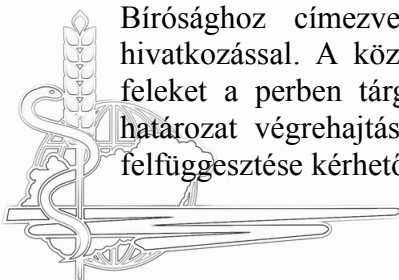 Bírósághoz címezve
hivatkozással. A köz
feleket a perben tárg
határozat végrehajtás
felfüggesztése kérhető